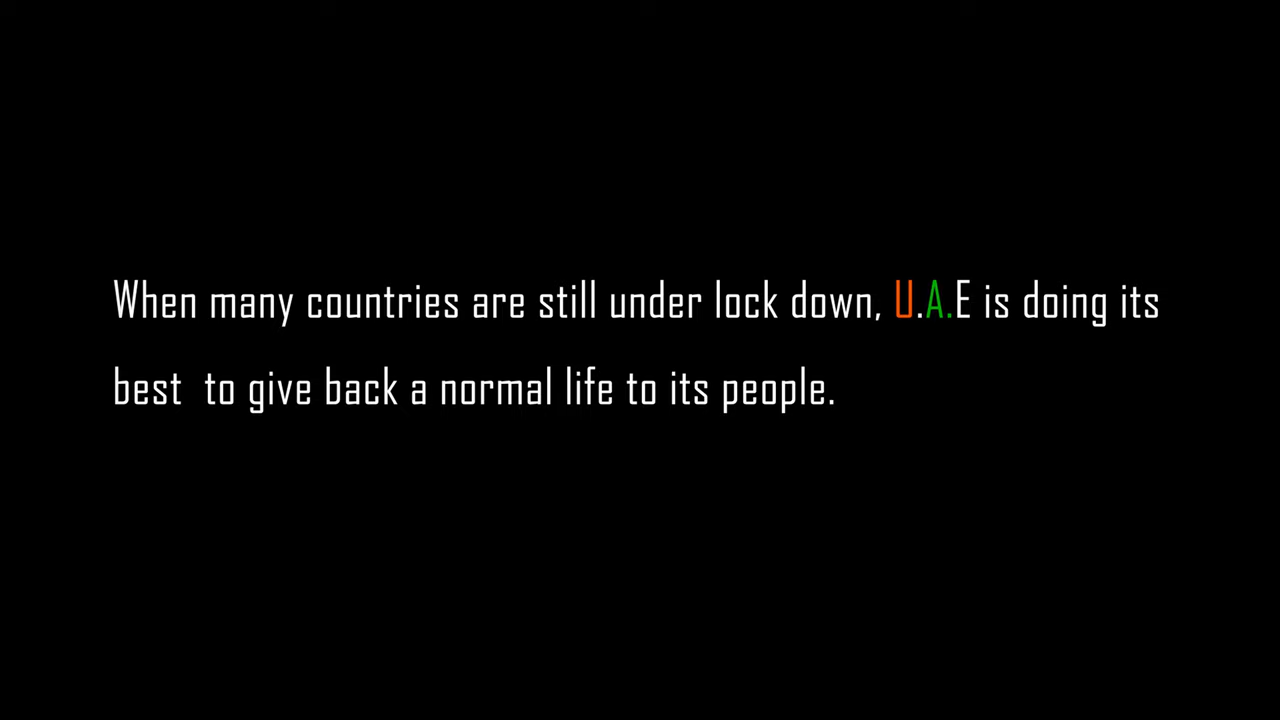 When many countries are still under lock down, U.A.E is doing its
best  to give back a normal life to its people.